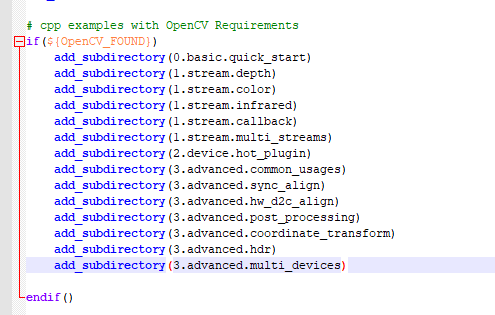 # cpp examples with OpenCV Requirements
if(${OpenCV_FOUND})
add_subdirectory(0.basic.quick_start)
add_subdirectory(1.stream.depth)
add_subdirectory(1.stream.color)
add_subdirectory(1.stream.infrared)
add_subdirectory(1.stream.callback)
add_subdirectory(1.stream.multi_streams)
add_subdirectory(2.device.hot_plugin)
add_subdirectory(3.advanced.common_usages)
add_subdirectory(3.advanced.sync_align)
add_subdirectory(3.advanced.hw_d2c_align)
add_subdirectory(3.advanced.post_processing)
add_subdirectory(3.advanced.coordinate_transform)
add_subdirectory(3.advanced.hdr)
add_subdirectory(3.advanced.multi_devices)
endif()